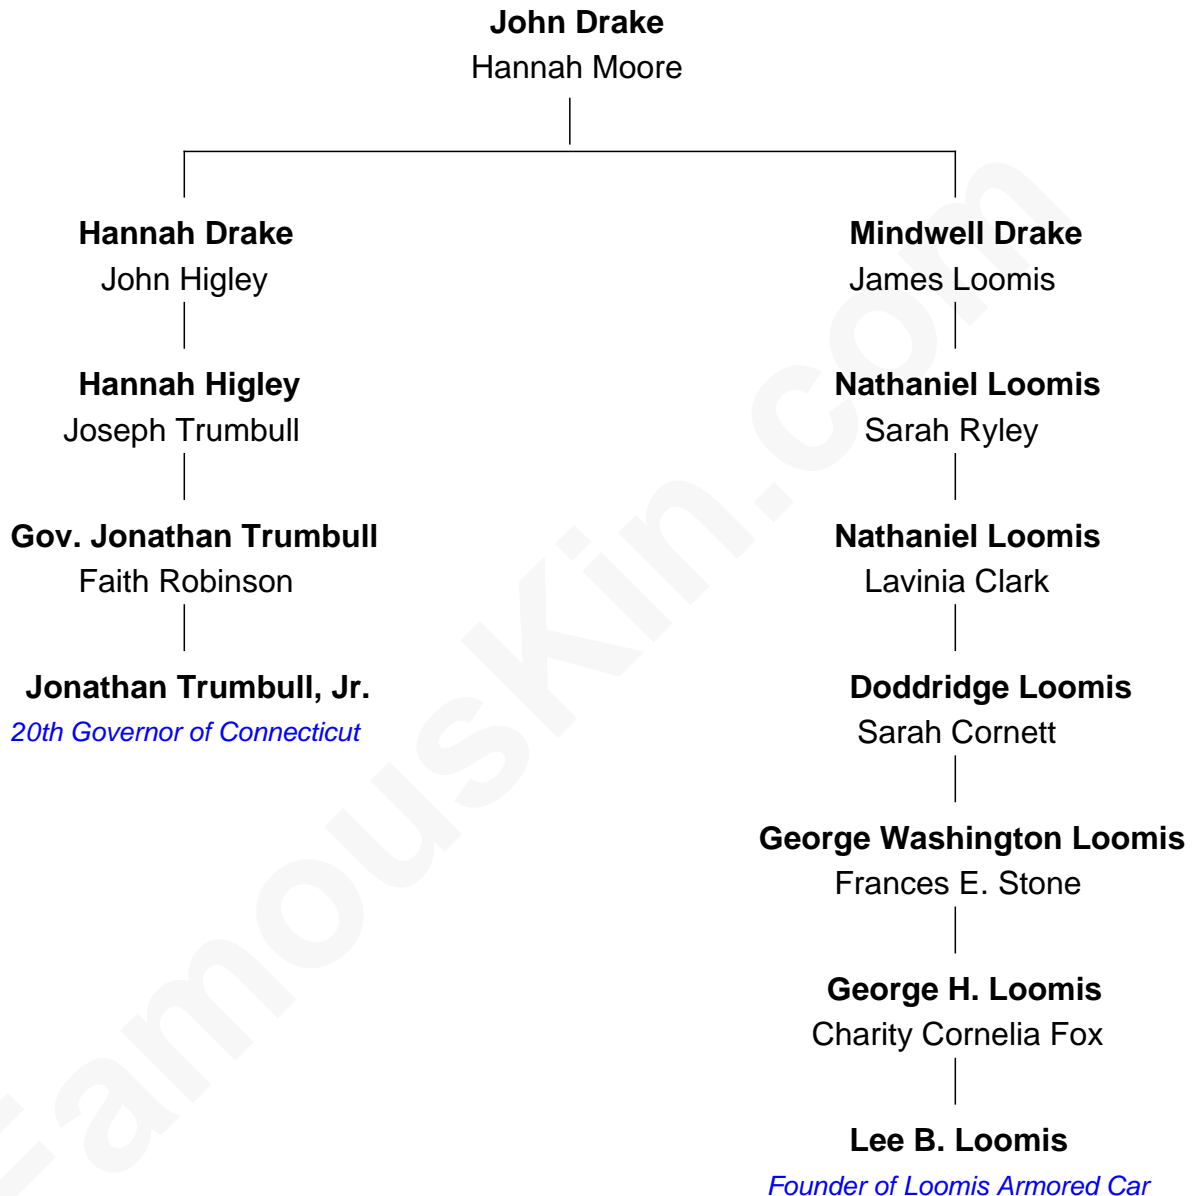 John Drake
Hannah Moore
Hannah Drake
John Higley
Mindwell Drake
James Loomis
Hannah Higley
Joseph Trumbull
Nathaniel Loomis
Sarah Ryley
Gov. Jonathan Trumbull
Faith Robinson
Nathaniel Loomis
Lavinia Clark
Jonathan Trumbull, Jr.
20th Governor of Connecticut
Doddridge Loomis
Sarah Cornett
George Washington Loomis
Frances E. Stone
George H. Loomis
Charity Cornelia Fox
Lee B. Loomis
Founder of Loomis Armored Car
FamousKin.com